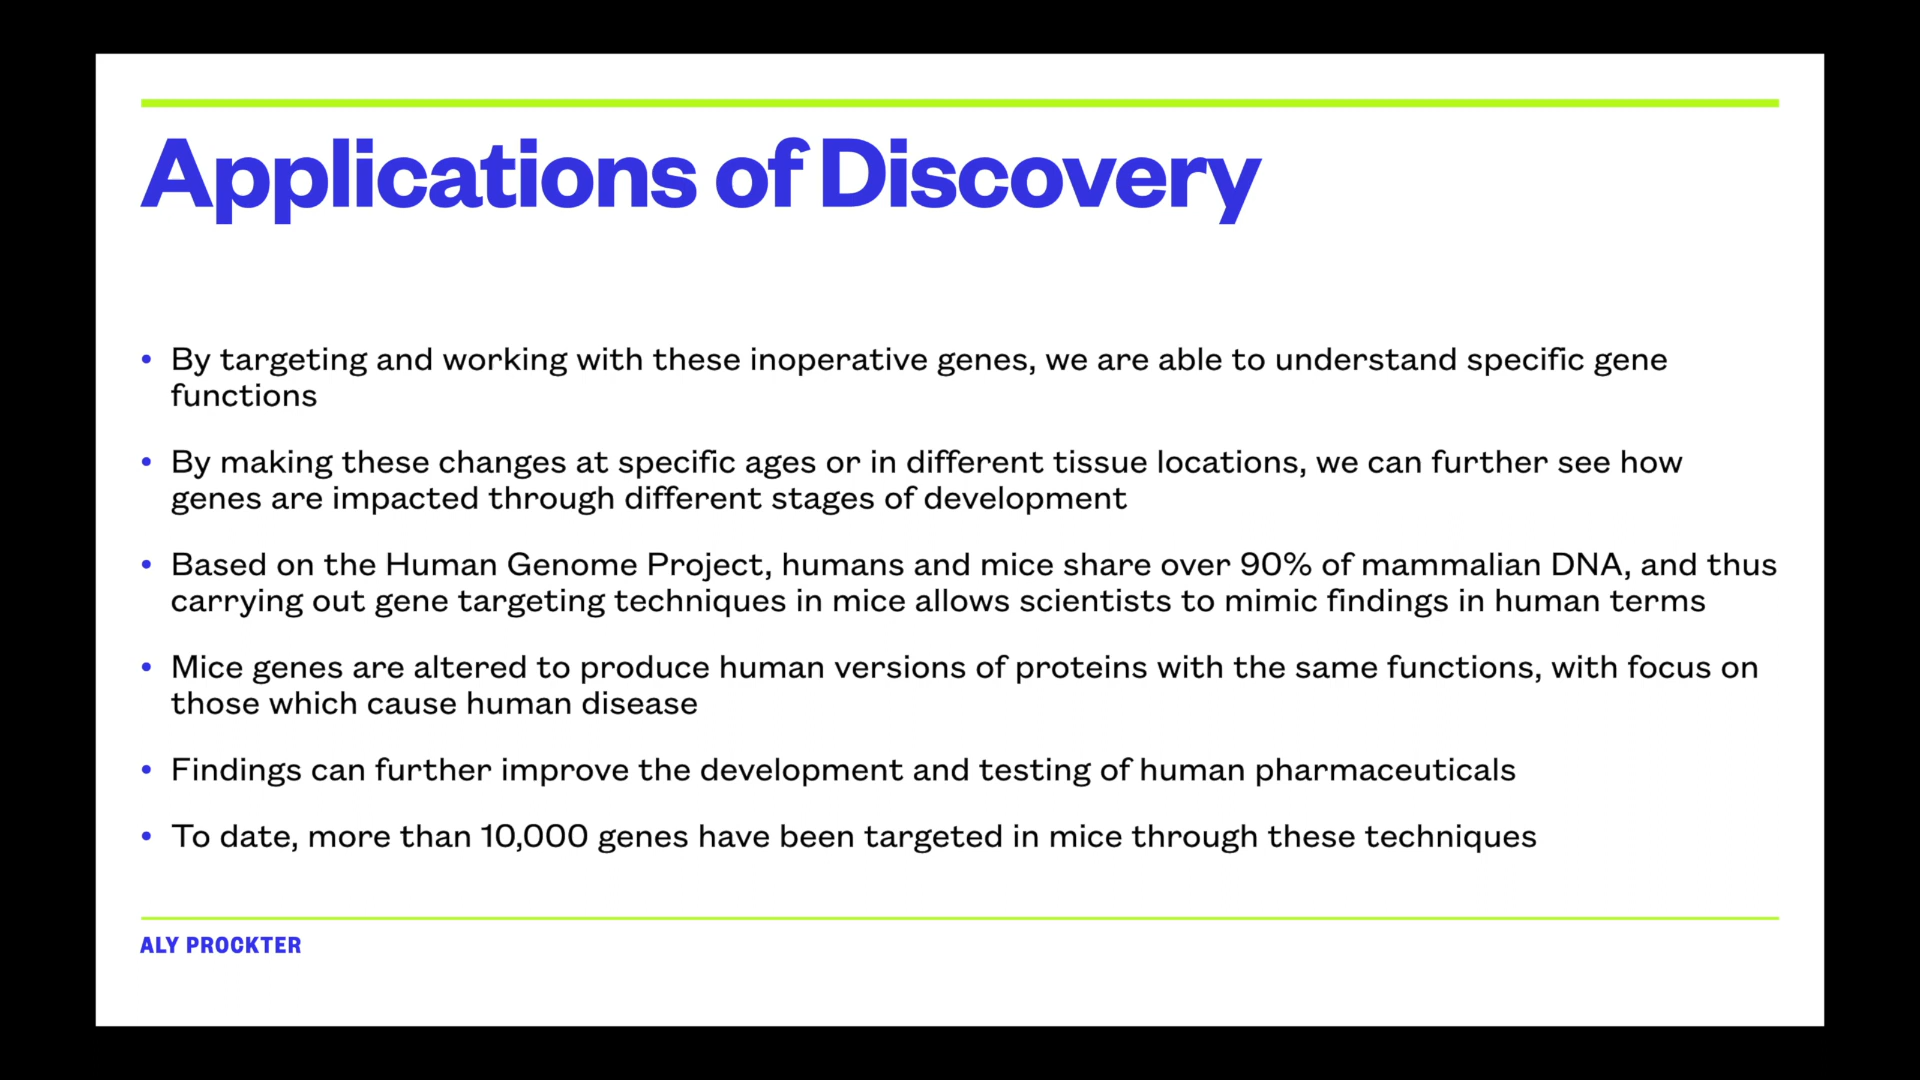 Applications of Discovery
• By targeting and working with these inoperative genes, we are able to understand specific gene
functions
• By making these changes at specific ages or in different tissue locations, we can further see how
genes are impacted through different stages of development
• Based on the Human Genome Project, humans and mice share over 90% of mammalian DNA, and thus
carrying out gene targeting techniques in mice allows scientists to mimic findings in human terms
• Mice genes are altered to produce human versions of proteins with the same functions, with focus on
those which cause human disease
• Findings can further improve the development and testing of human pharmaceuticals
• To date, more than 10,000 genes have been targeted in mice through these techniques
ALY PROCKTER